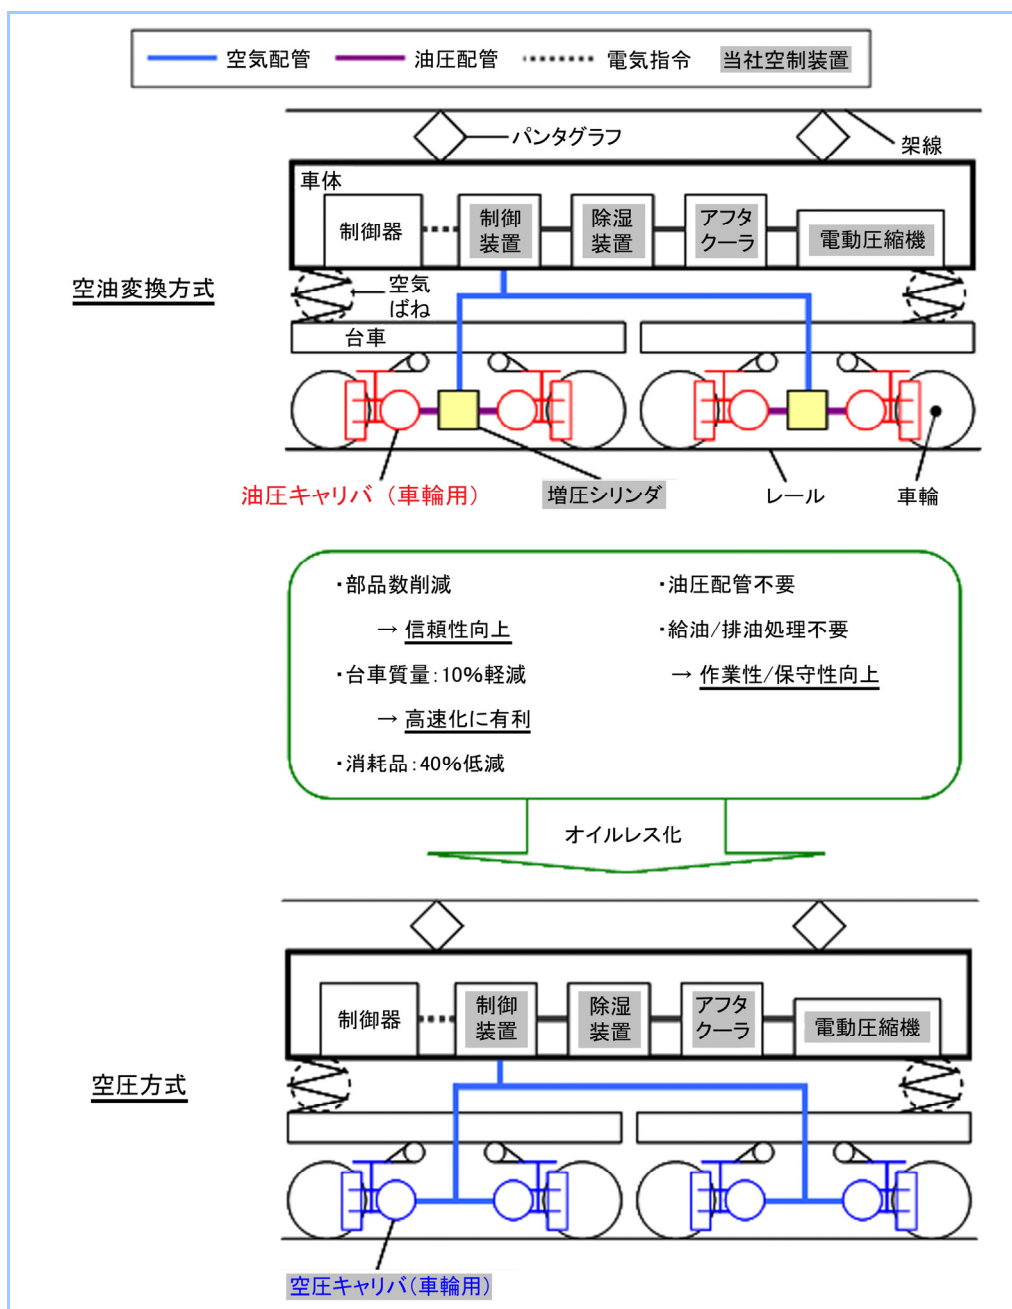 空気配管 油圧配管 電気指令 当社空制装置
パンタグラフ
架線
車体
制御器
制御
装置
除湿
装置
アフタ
クーラ
電動圧縮機
空油変換方式
空気
ばね
台車
油圧キャリパ（車輪用）
増圧シリンダ
レール
車輪
・部品数削減
→ 信頼性向上
・台車質量：10％軽減
→ 高速化に有利
・消耗品：40％低減
・油圧配管不要
・給油/排油処理不要
→ 作業性/保守性向上
オイルレス化
制御器
制御
装置
除湿
装置
アフタ
クーラ
電動圧縮機
空圧方式
空圧キャリパ（車輪用）